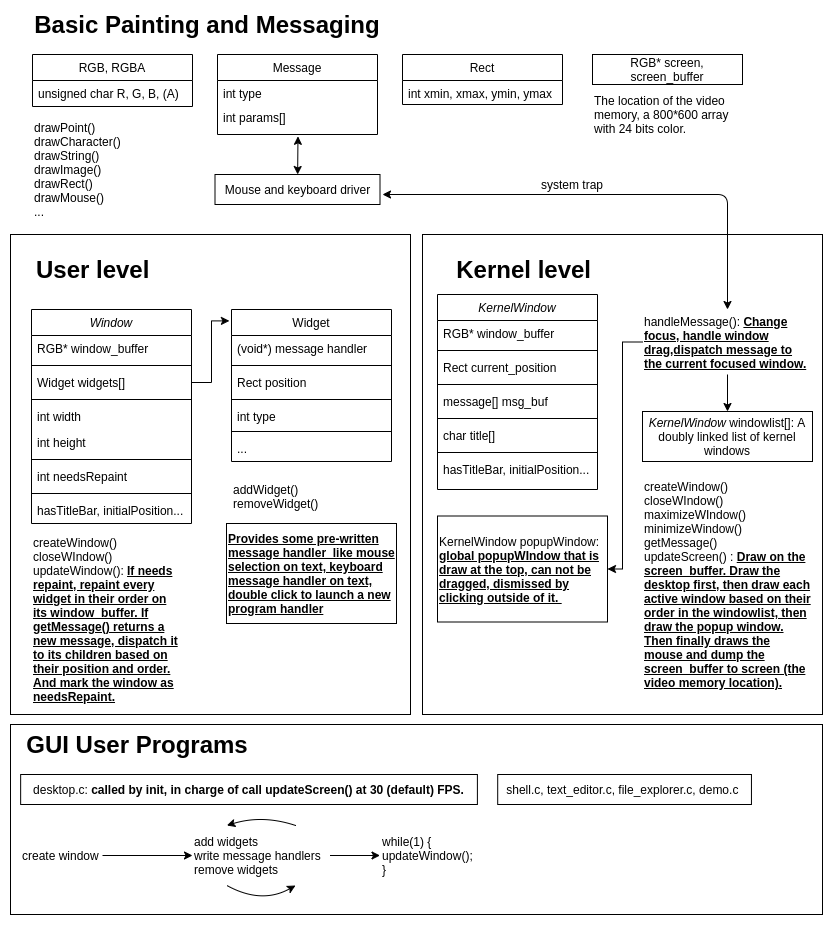 Basic Painting and Messaging
RGB, RGBA
unsigned char R, G, B, (A)
drawPoint()
drawCharacter()
drawString()
drawImage()
drawRect()
drawMouse()
...
Message
int type
int params[]
Mouse and keyboard driver
Rect
int xmin, xmax, ymin, ymax
RGB* screen,
screen_buffer
The location of the video
memory, a 800*600 array
with 24 bits color.
system trap
User level
Window
RGB* window_buffer
Widget widgets[]
int width
int height
int needsRepaint
hasTitleBar, initialPosition...
createWindow()
closeWIndow()
updateWindow(): If needs
repaint, repaint every
widget in their order on
its window_buffer. If
getMessage() returns a
new message, dispatch it
to its children based on
their position and order.
And mark the window as
needsRepaint.
Widget
(void*) message handler
Rect position
int type
...
addWidget()
removeWidget()
Provides some pre-written
message handler  like mouse
selection on text, keyboard
message handler on text,
double click to launch a new
program handler
Kernel level
KernelWindow
RGB* window_buffer
Rect current_position
message[] msg_buf
char title[]
hasTitleBar, initialPosition...
KernelWindow popupWindow:
global popupWIndow that is
draw at the top, can not be
dragged, dismissed by
clicking outside of it.
handleMessage(): Change
focus, handle window
drag,dispatch message to
the current focused window.
KernelWindow windowlist[]: A
doubly linked list of kernel
windows
createWindow()
closeWIndow()
maximizeWIndow()
minimizeWindow()
getMessage()
updateScreen() : Draw on the
screen_buffer. Draw the
desktop first, then draw each
active window based on their
order in the windowlist, then
draw the popup window.
Then finally draws the
mouse and dump the
screen_buffer to screen (the
video memory location).
GUI User Programs
desktop.c: called by init, in charge of call updateScreen() at 30 (default) FPS.
shell.c, text_editor.c, file_explorer.c, demo.c
create window
add widgets
write message handlers
remove widgets
while(1) {
updateWindow();
}